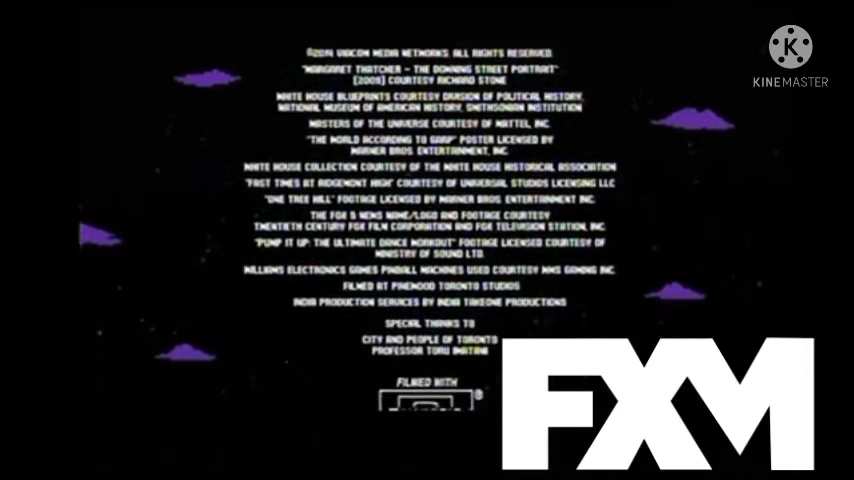 K
KINEMASTER
©2014 VIACOM MEDIA NETWORKS. ALL RIGHTS RESERVED.
"MARGARET THATCHER - THE DOWNING STREET PORTRAIT"
(2009) COURTESY RICHARD STONE
WHITE HOUSE BLUEPRINTS COURTESY DIVISION OF POLITICAL HISTORY,
NATIONAL MUSEUM OF AMERICAN HISTORY, SMITHSONIAN INSTITUTION
MASTERS OF THE UNIVERSE COURTESY OF MATTEL, INC.
"THE WORLD ACCORDING TO GARP" POSTER LICENSED BY
WARNER BROS. ENTERTAINMENT, INC.
WHITE HOUSE COLLECTION COURTESY OF THE WHITE HOUSE HISTORICAL ASSOCIATION
"FAST TIMES AT RIDGEMONT HIGH" COURTESY OF UNIVERSAL STUDIOS LICENSING LLC
"ONE TREE HILL" FOOTAGE LICENSED BY WARNER BROS. ENTERTAINMENT INC.
THE FOX 5 NEWS NAME/LOGO AND FOOTAGE COURTESY
TWENTIETH CENTURY FOX FILM CORPORATION AND FOX TELEVISION STATION, INC.
"PUMP IT UP: THE ULTIMATE DANCE WORKOUT" FOOTAGE LICENSED COURTESY OF
MINISTRY OF SOUND LTD.
WILLIAMS ELECTRONICS GAMES PINBALL MACHINES USED COURTESY WMS GAMING INC.
FILMED AT PINEWOOD TORONTO STUDIOS
INDIA PRODUCTION SERVICES BY INDIA TAKEONE PRODUCTIONS
SPECIAL THANKS TO
CITY AND PEOPLE OF TORONTO
PROFESSOR TORU IWATANI
FILMED WITH
®
FXM